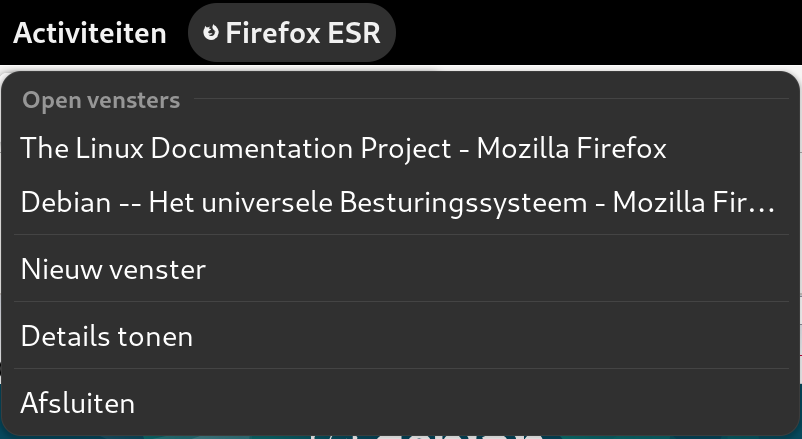 Activiteiten Firefox ESR
Open vensters
The Linux Documentation Project - Mozilla Firefox
Debian -- Het universele Besturingssysteem - Mozilla Fir...
Nieuw venster
Details tonen
Afsluiten